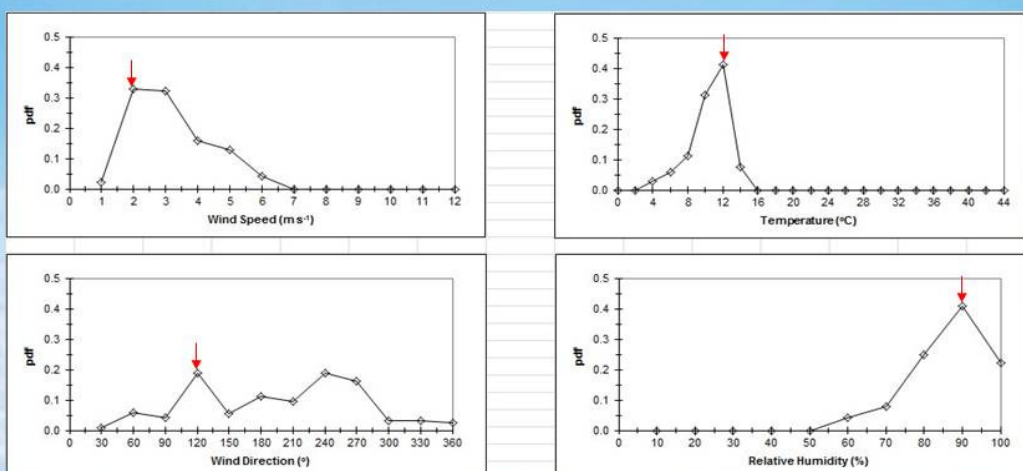 0.5
0.4
0.3
0.2
0.1
0.0
pdf
0 1 2 3 4 5 6 7 8 9 10 11 12
Wind Speed (m s-1)
0.5
0.4
0.3
0.2
0.1
0.0
pdf
0 4 8 12 16 20 24 28 32 36 40 44
Temperature (°C)
0.5
0.4
0.3
0.2
0.1
0.0
pdf
0 30 60 90 120 150 180 210 240 270 300 330 360
Wind Direction (°)
0.5
0.4
0.3
0.2
0.1
0.0
pdf
0 10 20 30 40 50 60 70 80 90 100
Relative Humidity (%)